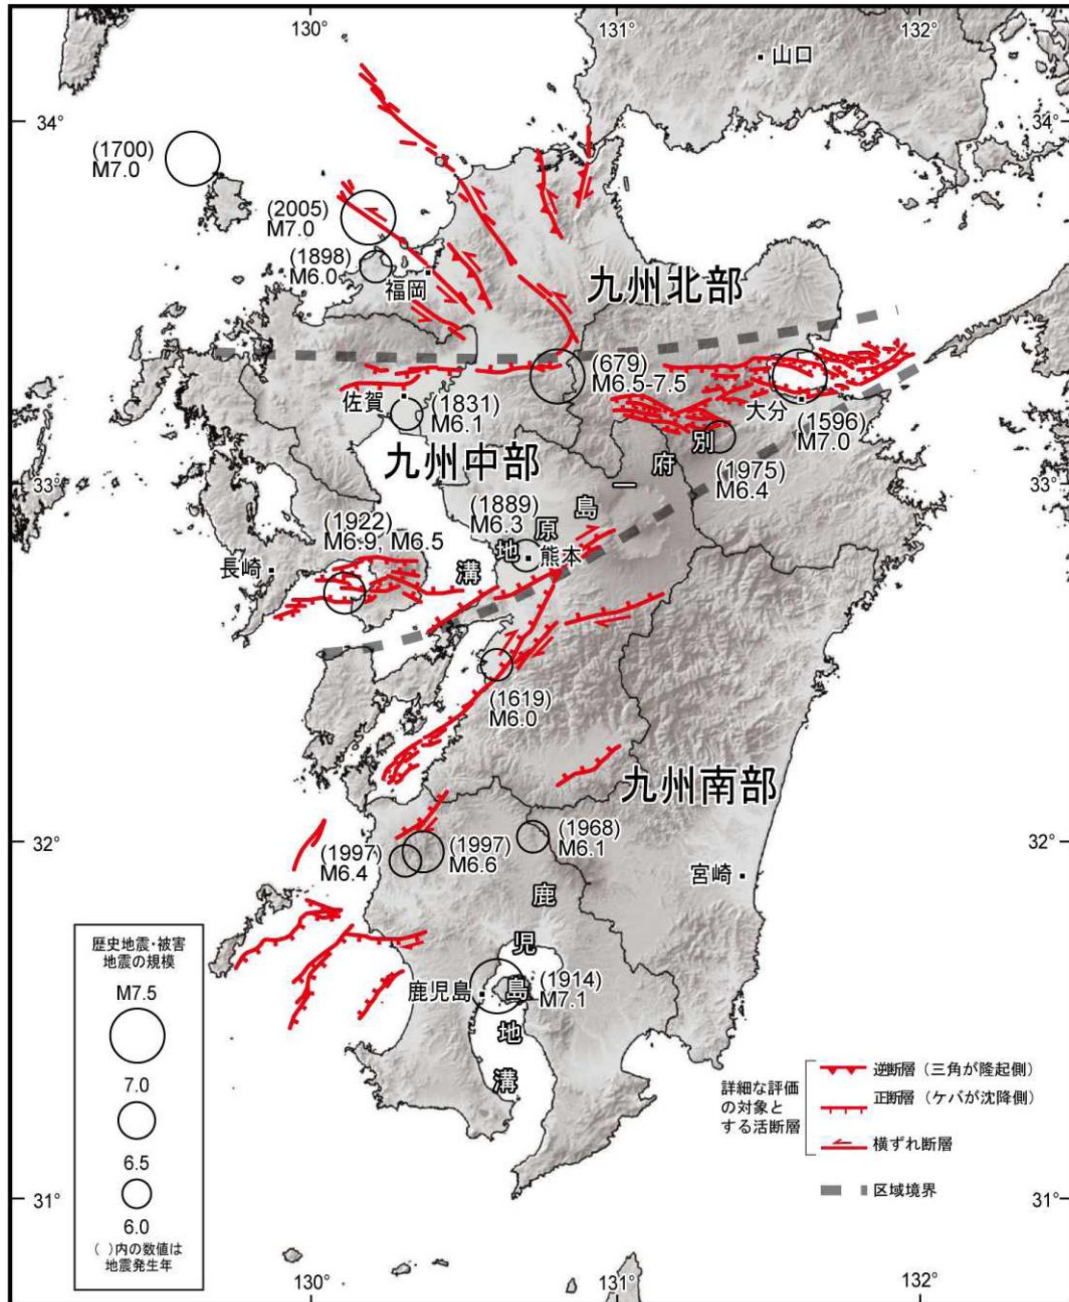 130°
131°
132°
山口
34°
34°
(1700)
M7.0
(2005)
M7.0
(1898)
M6.0
福岡
九州北部
(679)
M6.5-7.5
佐賀
(1831)
M6.1
大分
(1596)
M7.0
九州中部
別府一島原地溝
(1975)
M6.4
33°
33°
(1889)
M6.3
熊本
(1922)
M6.9, M6.5
長崎
(1619)
M6.0
九州南部
32°
32°
(1968)
M6.1
(1997)
M6.4
(1997)
M6.6
宮崎
鹿児島地溝
鹿児島
(1914)
M7.1
歴史地震・被害
地震の規模
M7.5
7.0
6.5
6.0
( )内の数値は
地震発生年
詳細な評価
の対象と
する活断層
逆断層（三角が隆起側）
正断層（ケバが沈降側）
横ずれ断層
区域境界
31°
31°
130°
131°
132°